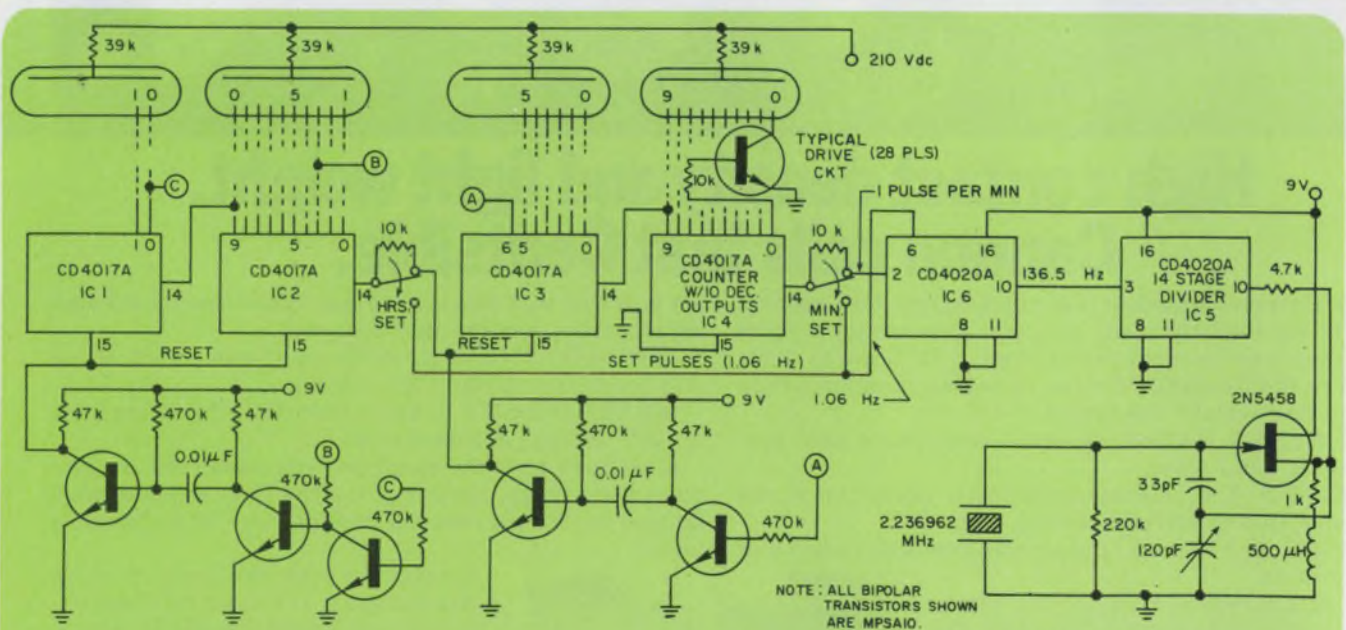 39k
39k
39k
39k
210 Vdc
1 0
0 5 1
5 0
9 0
TYPICAL DRIVE CKT
(28 PLS)
B
C
A
10k
1 PULSE PER MIN
9V
1 0
CD4017A
IC 1
14
15
9 5 0
CD4017A
IC 2
14
15
10 k
HRS. SET
RESET
6 5 0
CD4017A
IC 3
14
15
RESET
9 0
CD4017A
COUNTER
W/10 DEC.
OUTPUTS
IC 4
14
15
10 k
MIN. SET
SET PULSES (1.06 Hz)
1.06 Hz
6 16
2 CD4020A 10
IC 6
8 11
136.5 Hz
16
CD4020A
3 14 STAGE 10
DIVIDER
IC 5
8 11
4.7k
9V
47k
470k
47k
0.01µF
B
470k
C
470k
9V
47k
470k
47k
0.01µF
A
470k
2N5458
2.236962
MHz
220k
33pF
120pF
1 k
500µH
NOTE: ALL BIPOLAR
TRANSISTORS SHOWN
ARE MPSA10.